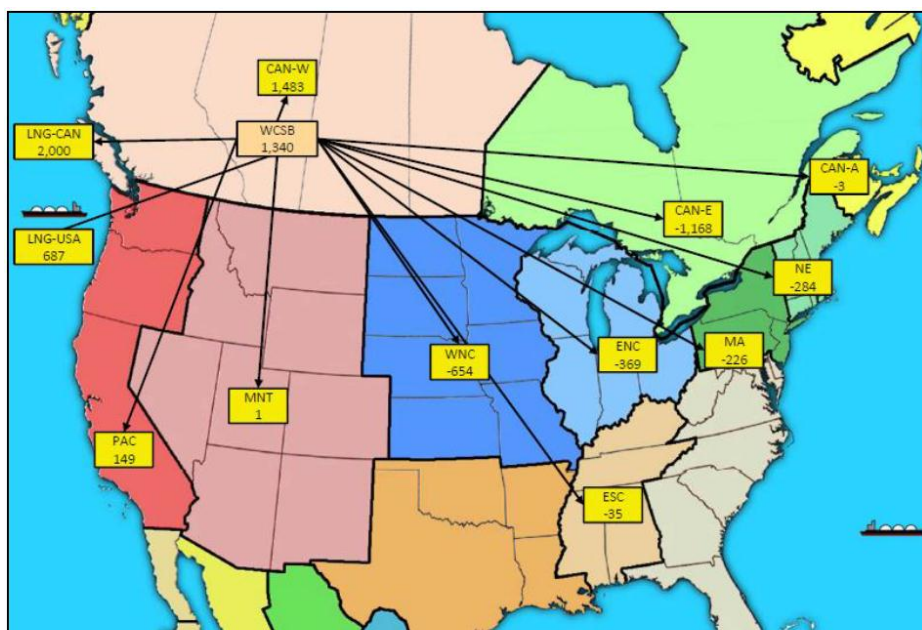 CAN-W
1,483
LNG-CAN
2,000
WCSB
1,340
CAN-A
-3
CAN-E
-1,168
LNG-USA
687
NE
-284
WNC
-654
ENC
-369
MA
-226
MNT
1
PAC
149
ESC
-35